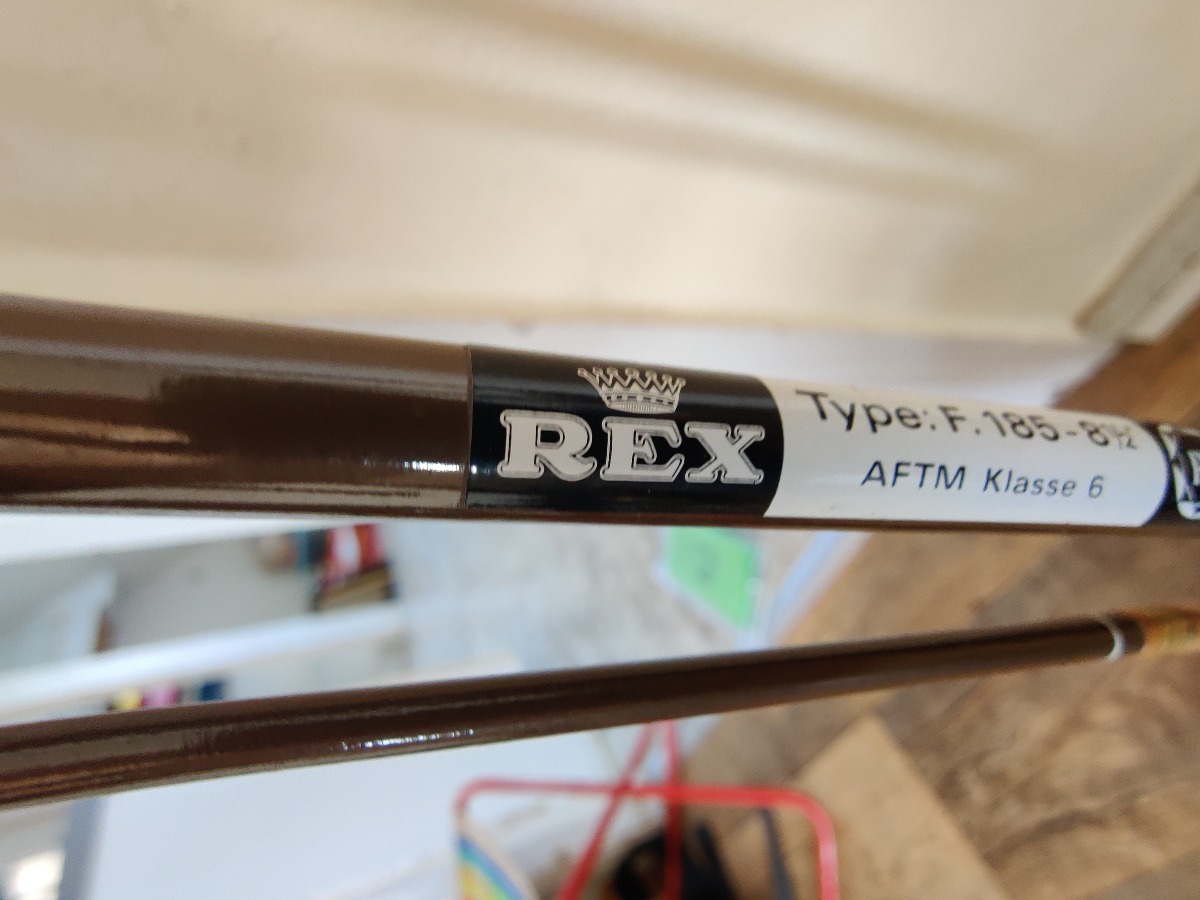 REX
Type: F. 185-8½
AFTM Klasse 6